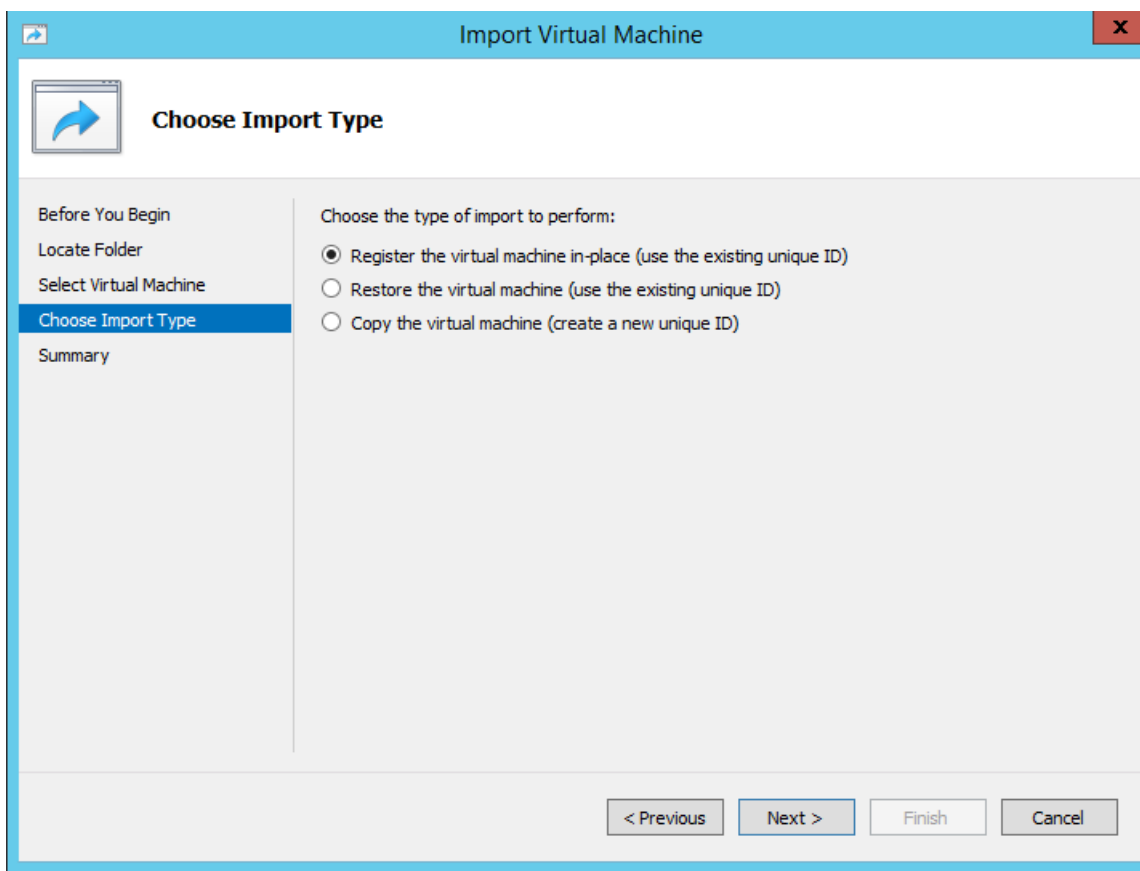 Import Virtual Machine
x
Choose Import Type
Before You Begin
Locate Folder
Select Virtual Machine
Choose Import Type
Summary
Choose the type of import to perform:
Register the virtual machine in-place (use the existing unique ID)
Restore the virtual machine (use the existing unique ID)
Copy the virtual machine (create a new unique ID)
< Previous
Next >
Finish
Cancel